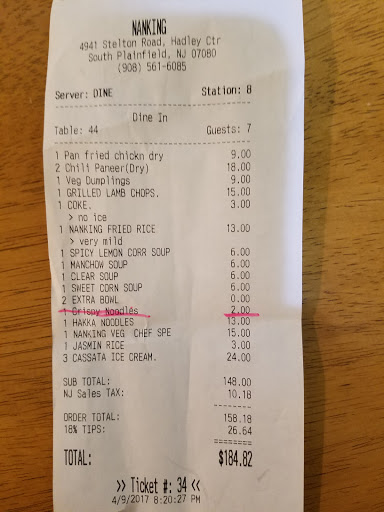 NANKING
4941 Stelton Road, Hadley Ctr
South Plainfield, NJ 07080
(908) 561-6085
Server: DINE Station: 8
Dine In
Table: 44 Guests: 7
1 Pan fried chickn dry 9.00
2 Chili Paneer(Dry) 18.00
1 Veg Dumplings 9.00
1 GRILLED LAMB CHOPS. 15.00
1 COKE. 3.00
> no ice
1 NANKING FRIED RICE 13.00
> very mild
1 SPICY LEMON CORR SOUP 6.00
1 MANCHOW SOUP 6.00
1 CLEAR SOUP 6.00
1 SWEET CORN SOUP 6.00
2 EXTRA BOWL 0.00
1 Crispy Noodles 2.00
1 HAKKA NOODLES 13.00
1 NANKING VEG CHEF SPE 15.00
1 JASMIN RICE 3.00
3 CASSATA ICE CREAM. 24.00
SUB TOTAL: 148.00
NJ Sales TAX: 10.18
ORDER TOTAL: 158.18
18% TIPS: 26.64
TOTAL: $184.82
>> Ticket #: 34 <<
4/9/2017 8:20:27 PM